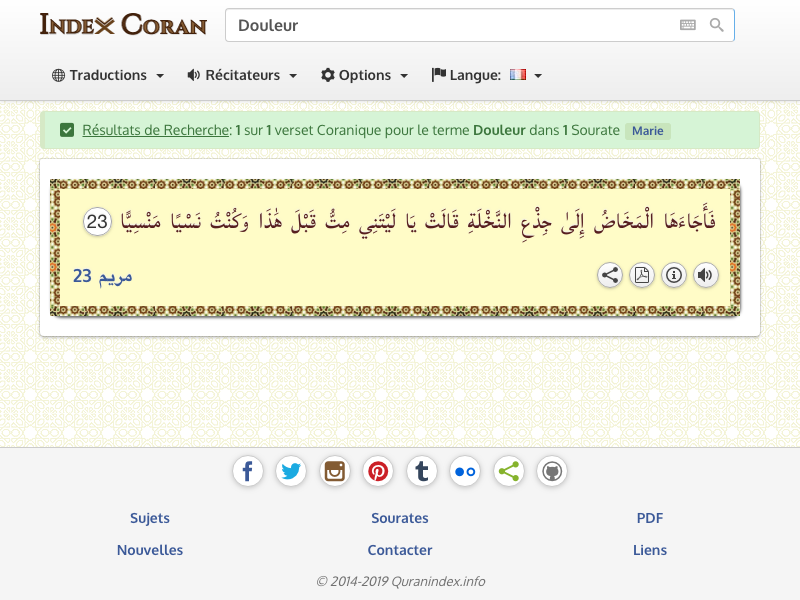 Index Coran
Douleur
Traductions Récitateurs Options Langue:
Résultats de Recherche: 1 sur 1 verset Coranique pour le terme Douleur dans 1 Sourate Marie
فَأَجَاءَهَا الْمَخَاضُ إِلَىٰ جِذْعِ النَّخْلَةِ قَالَتْ يَا لَيْتَنِي مِتُّ قَبْلَ هَٰذَا وَكُنْتُ نَسْيًا مَنْسِيًّا 23
مريم 23
Sujets Sourates PDF
Nouvelles Contacter Liens
© 2014-2019 Quranindex.info